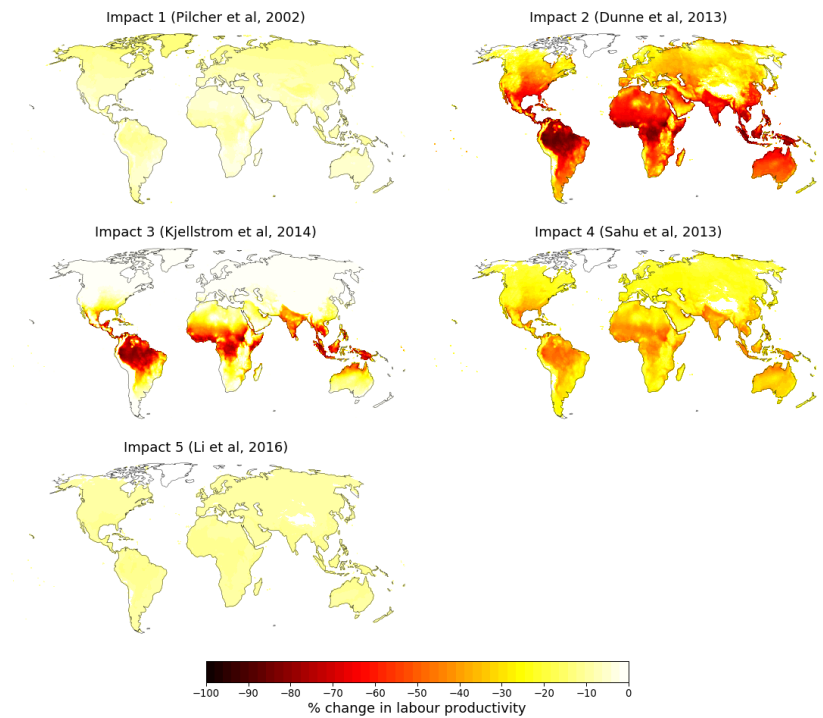 Impact 1 (Pilcher et al, 2002)
Impact 2 (Dunne et al, 2013)
Impact 3 (Kjellstrom et al, 2014)
Impact 4 (Sahu et al, 2013)
Impact 5 (Li et al, 2016)
−100 −90 −80 −70 −60 −50 −40 −30 −20 −10 0
% change in labour productivity